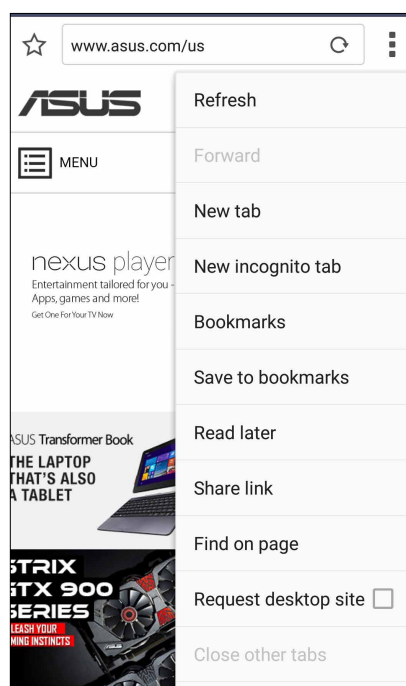 www.asus.com/us
ASUS
MENU
nexus player
Entertainment tailored for you –
Apps, games and more!
Get One For Your TV Now
ASUS Transformer Book
THE LAPTOP
THAT'S ALSO
A TABLET
STRIX
GTX 900
SERIES
LEASH YOUR
MING INSTINCTS
ASUS
Refresh
Forward
New tab
New incognito tab
Bookmarks
Save to bookmarks
Read later
Share link
Find on page
Request desktop site
Close other tabs